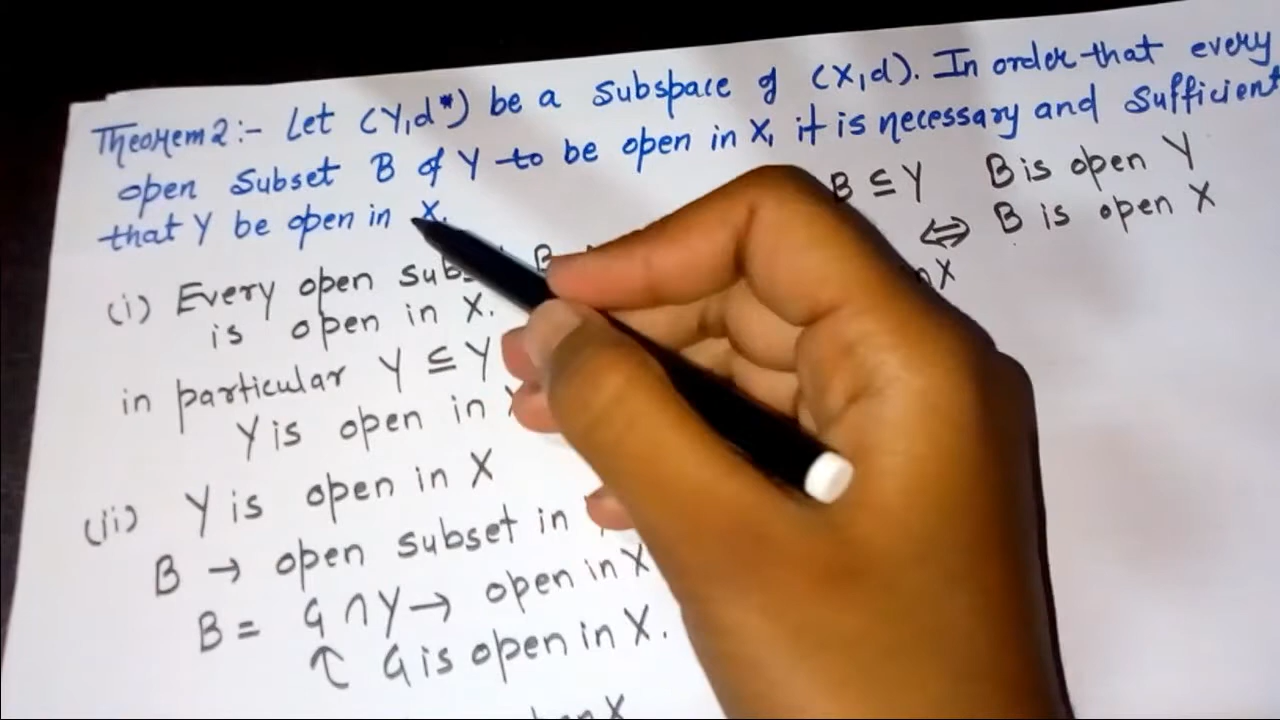 Theorem 2:- Let (Y,d*) be a subspace of (X,d). In order that every
open subset B of Y to be open in X, it is necessary and sufficient
that Y be open in X.
B ⊆ Y B is open Y
⇔ B is open X
in X
(i) Every open subset B
is open in X.
in particular Y ⊆ Y
Y is open in
(ii) Y is open in X
B → open subset in
B = G ∩ Y → open in X
↑ G is open in X.